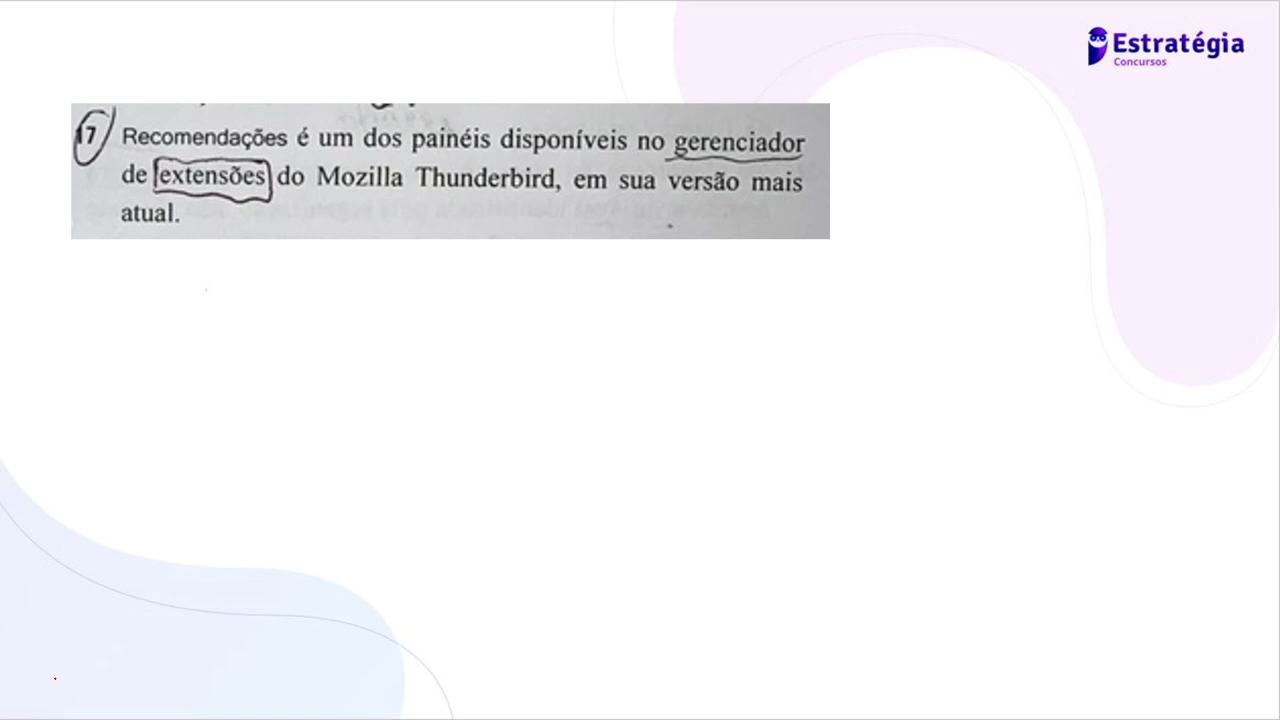 Estratégia
Concursos
17 Recomendações é um dos painéis disponíveis no gerenciador
de extensões do Mozilla Thunderbird, em sua versão mais
atual.